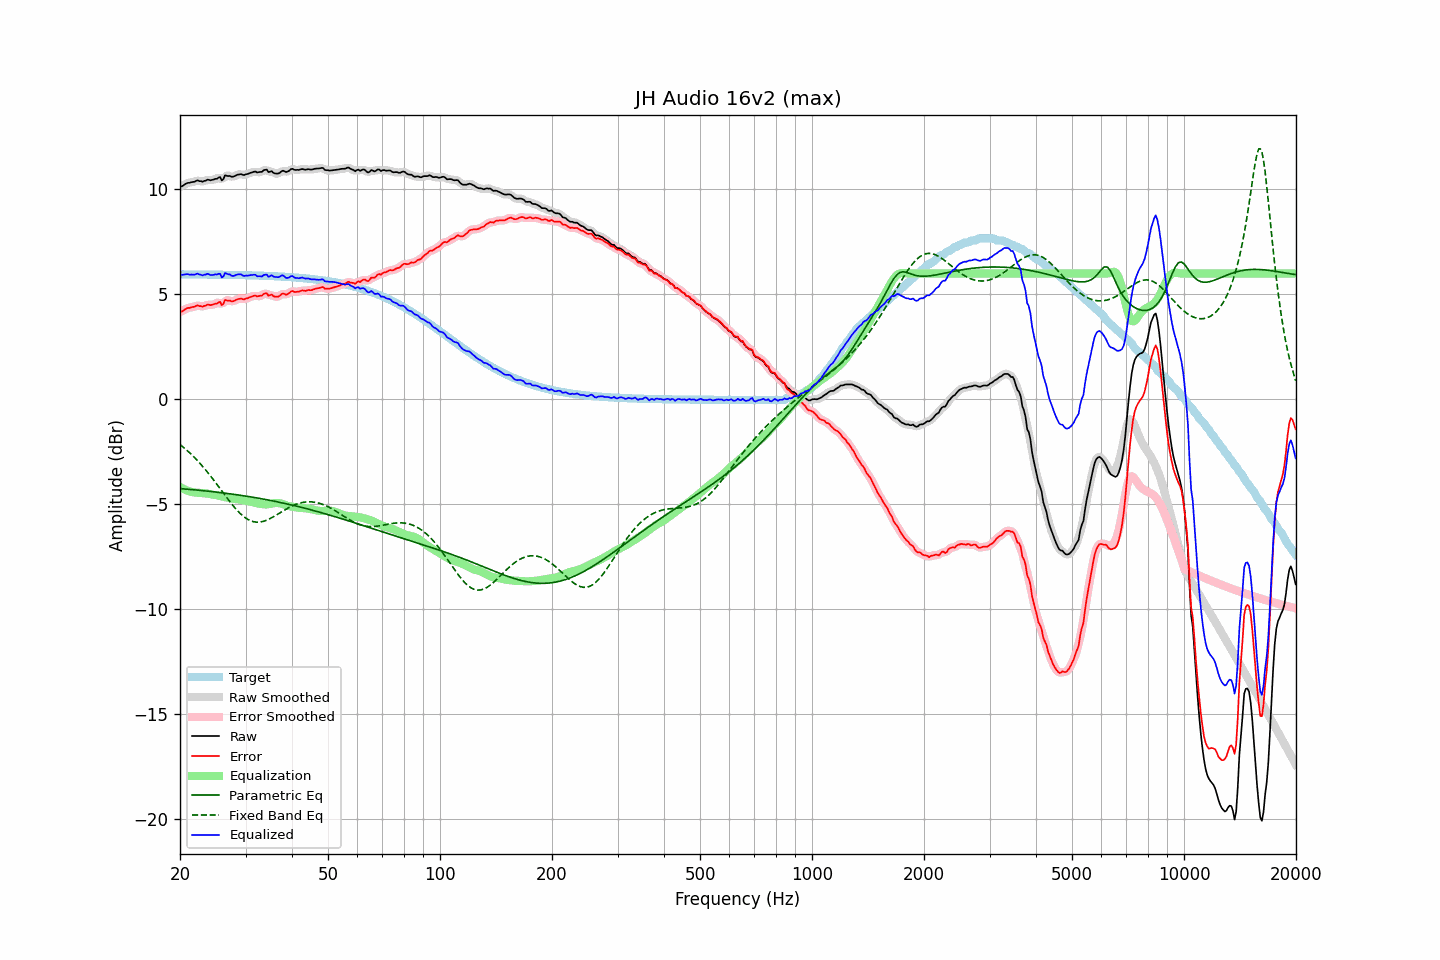 JH Audio 16v2 (max)
Amplitude (dBr)
10
5
0
−5
−10
−15
−20
Target
Raw Smoothed
Error Smoothed
Raw
Error
Equalization
Parametric Eq
Fixed Band Eq
Equalized
20 50 100 200 500 1000 2000 5000 10000 20000
Frequency (Hz)